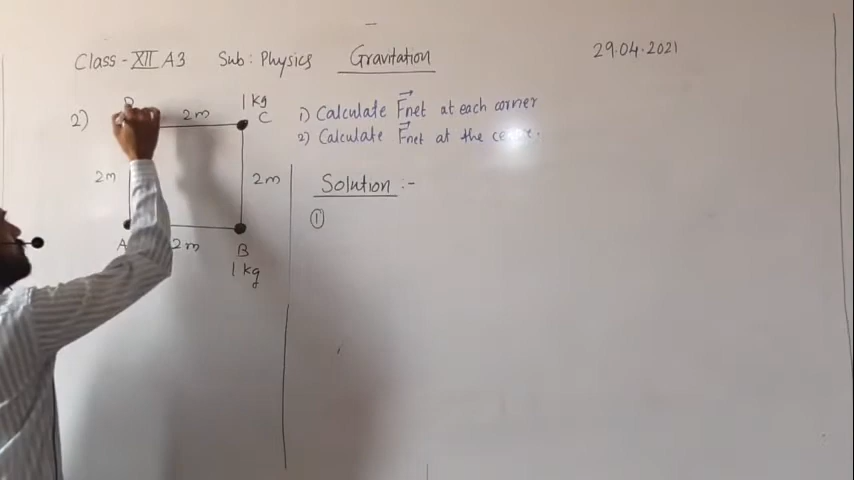 Class - XII A3 Sub : Physics Gravitation 29.04.2021
2) 2m 1 kg C
2m 2m
A 2m B
1 kg
1) Calculate Fnet at each corner
2) Calculate Fnet at the
Solution :-
1